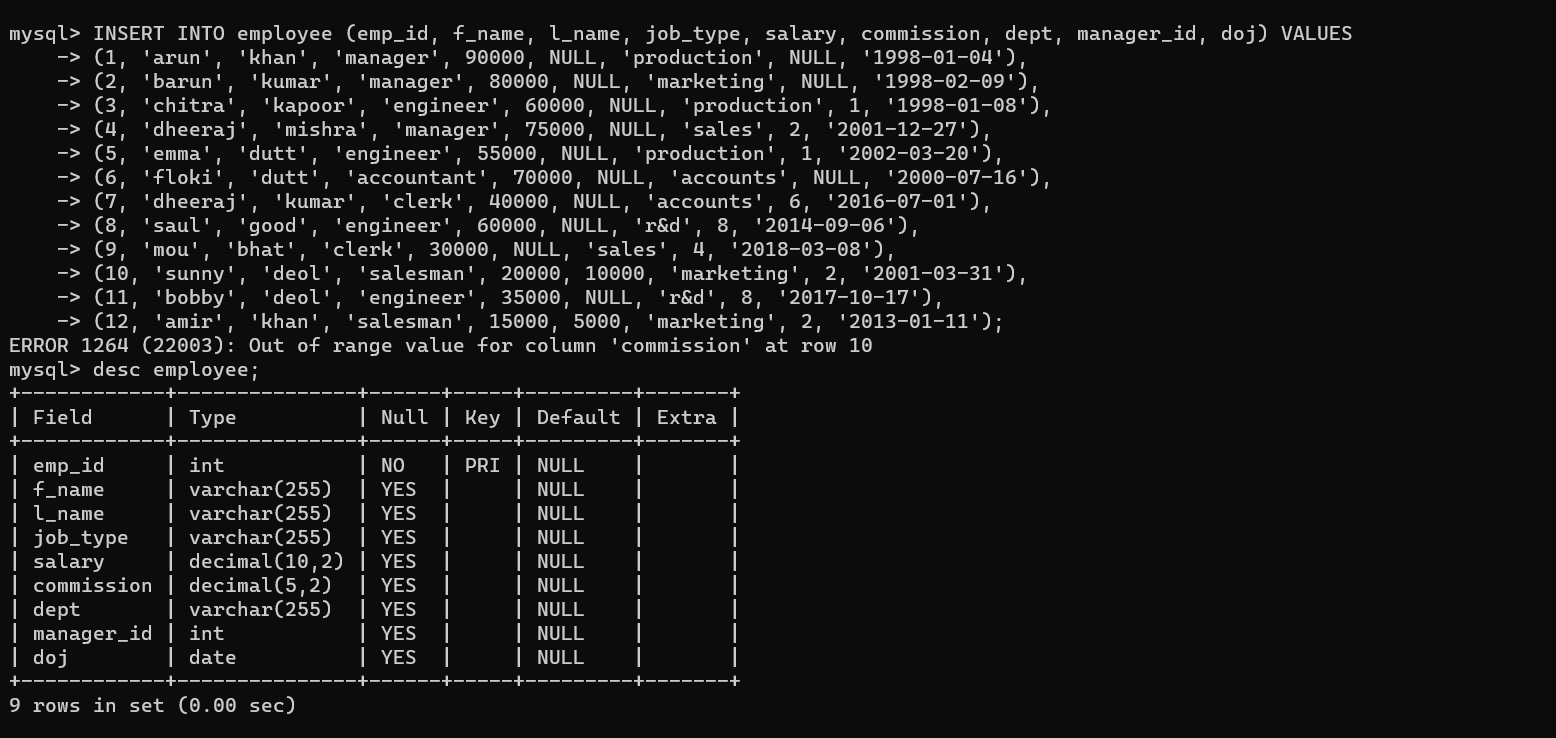 mysql> INSERT INTO employee (emp_id, f_name, l_name, job_type, salary, commission, dept, manager_id, doj) VALUES
    -> (1, 'arun', 'khan', 'manager', 90000, NULL, 'production', NULL, '1998-01-04'),
    -> (2, 'barun', 'kumar', 'manager', 80000, NULL, 'marketing', NULL, '1998-02-09'),
    -> (3, 'chitra', 'kapoor', 'engineer', 60000, NULL, 'production', 1, '1998-01-08'),
    -> (4, 'dheeraj', 'mishra', 'manager', 75000, NULL, 'sales', 2, '2001-12-27'),
    -> (5, 'emma', 'dutt', 'engineer', 55000, NULL, 'production', 1, '2002-03-20'),
    -> (6, 'floki', 'dutt', 'accountant', 70000, NULL, 'accounts', NULL, '2000-07-16'),
    -> (7, 'dheeraj', 'kumar', 'clerk', 40000, NULL, 'accounts', 6, '2016-07-01'),
    -> (8, 'saul', 'good', 'engineer', 60000, NULL, 'r&d', 8, '2014-09-06'),
    -> (9, 'mou', 'bhat', 'clerk', 30000, NULL, 'sales', 4, '2018-03-08'),
    -> (10, 'sunny', 'deol', 'salesman', 20000, 10000, 'marketing', 2, '2001-03-31'),
    -> (11, 'bobby', 'deol', 'engineer', 35000, NULL, 'r&d', 8, '2017-10-17'),
    -> (12, 'amir', 'khan', 'salesman', 15000, 5000, 'marketing', 2, '2013-01-11');
ERROR 1264 (22003): Out of range value for column 'commission' at row 10
mysql> desc employee;
+------------+---------------+------+-----+---------+-------+
| Field      | Type          | Null | Key | Default | Extra |
+------------+---------------+------+-----+---------+-------+
| emp_id     | int           | NO   | PRI | NULL    |       |
| f_name     | varchar(255)  | YES  |     | NULL    |       |
| l_name     | varchar(255)  | YES  |     | NULL    |       |
| job_type   | varchar(255)  | YES  |     | NULL    |       |
| salary     | decimal(10,2) | YES  |     | NULL    |       |
| commission | decimal(5,2)  | YES  |     | NULL    |       |
| dept       | varchar(255)  | YES  |     | NULL    |       |
| manager_id | int           | YES  |     | NULL    |       |
| doj        | date          | YES  |     | NULL    |       |
+------------+---------------+------+-----+---------+-------+
9 rows in set (0.00 sec)